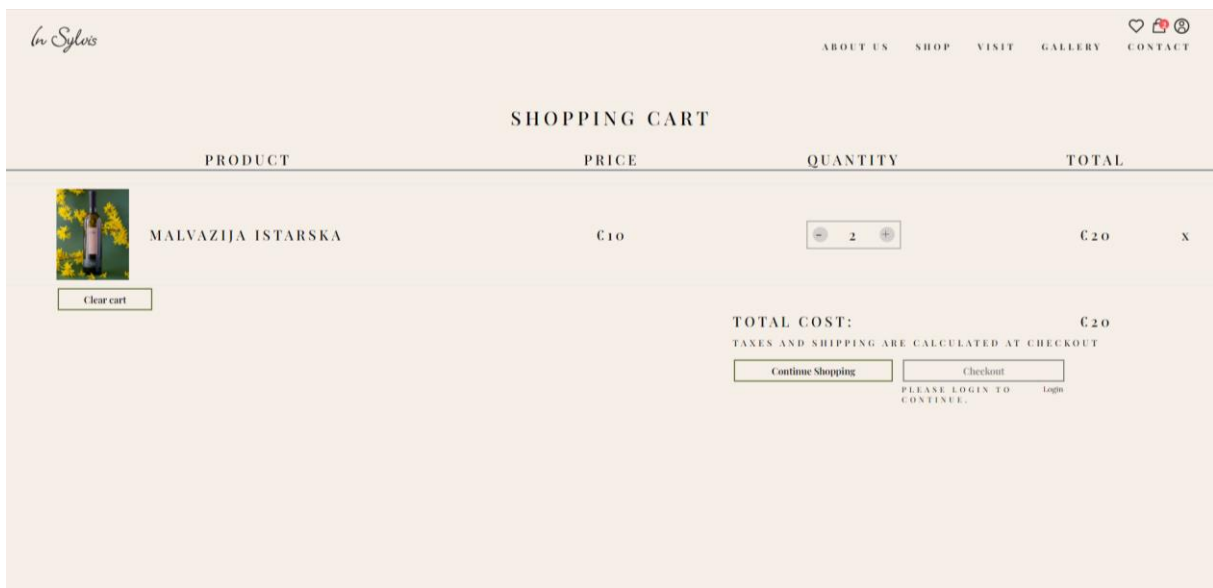 In Sylvis
ABOUT US SHOP VISIT GALLERY CONTACT
SHOPPING CART
PRODUCT PRICE QUANTITY TOTAL
MALVAZIJA ISTARSKA €10 - 2 + €20 X
Clear cart
TOTAL COST: €20
TAXES AND SHIPPING ARE CALCULATED AT CHECKOUT
Continue Shopping Checkout
PLEASE LOGIN TO Login
CONTINUE.